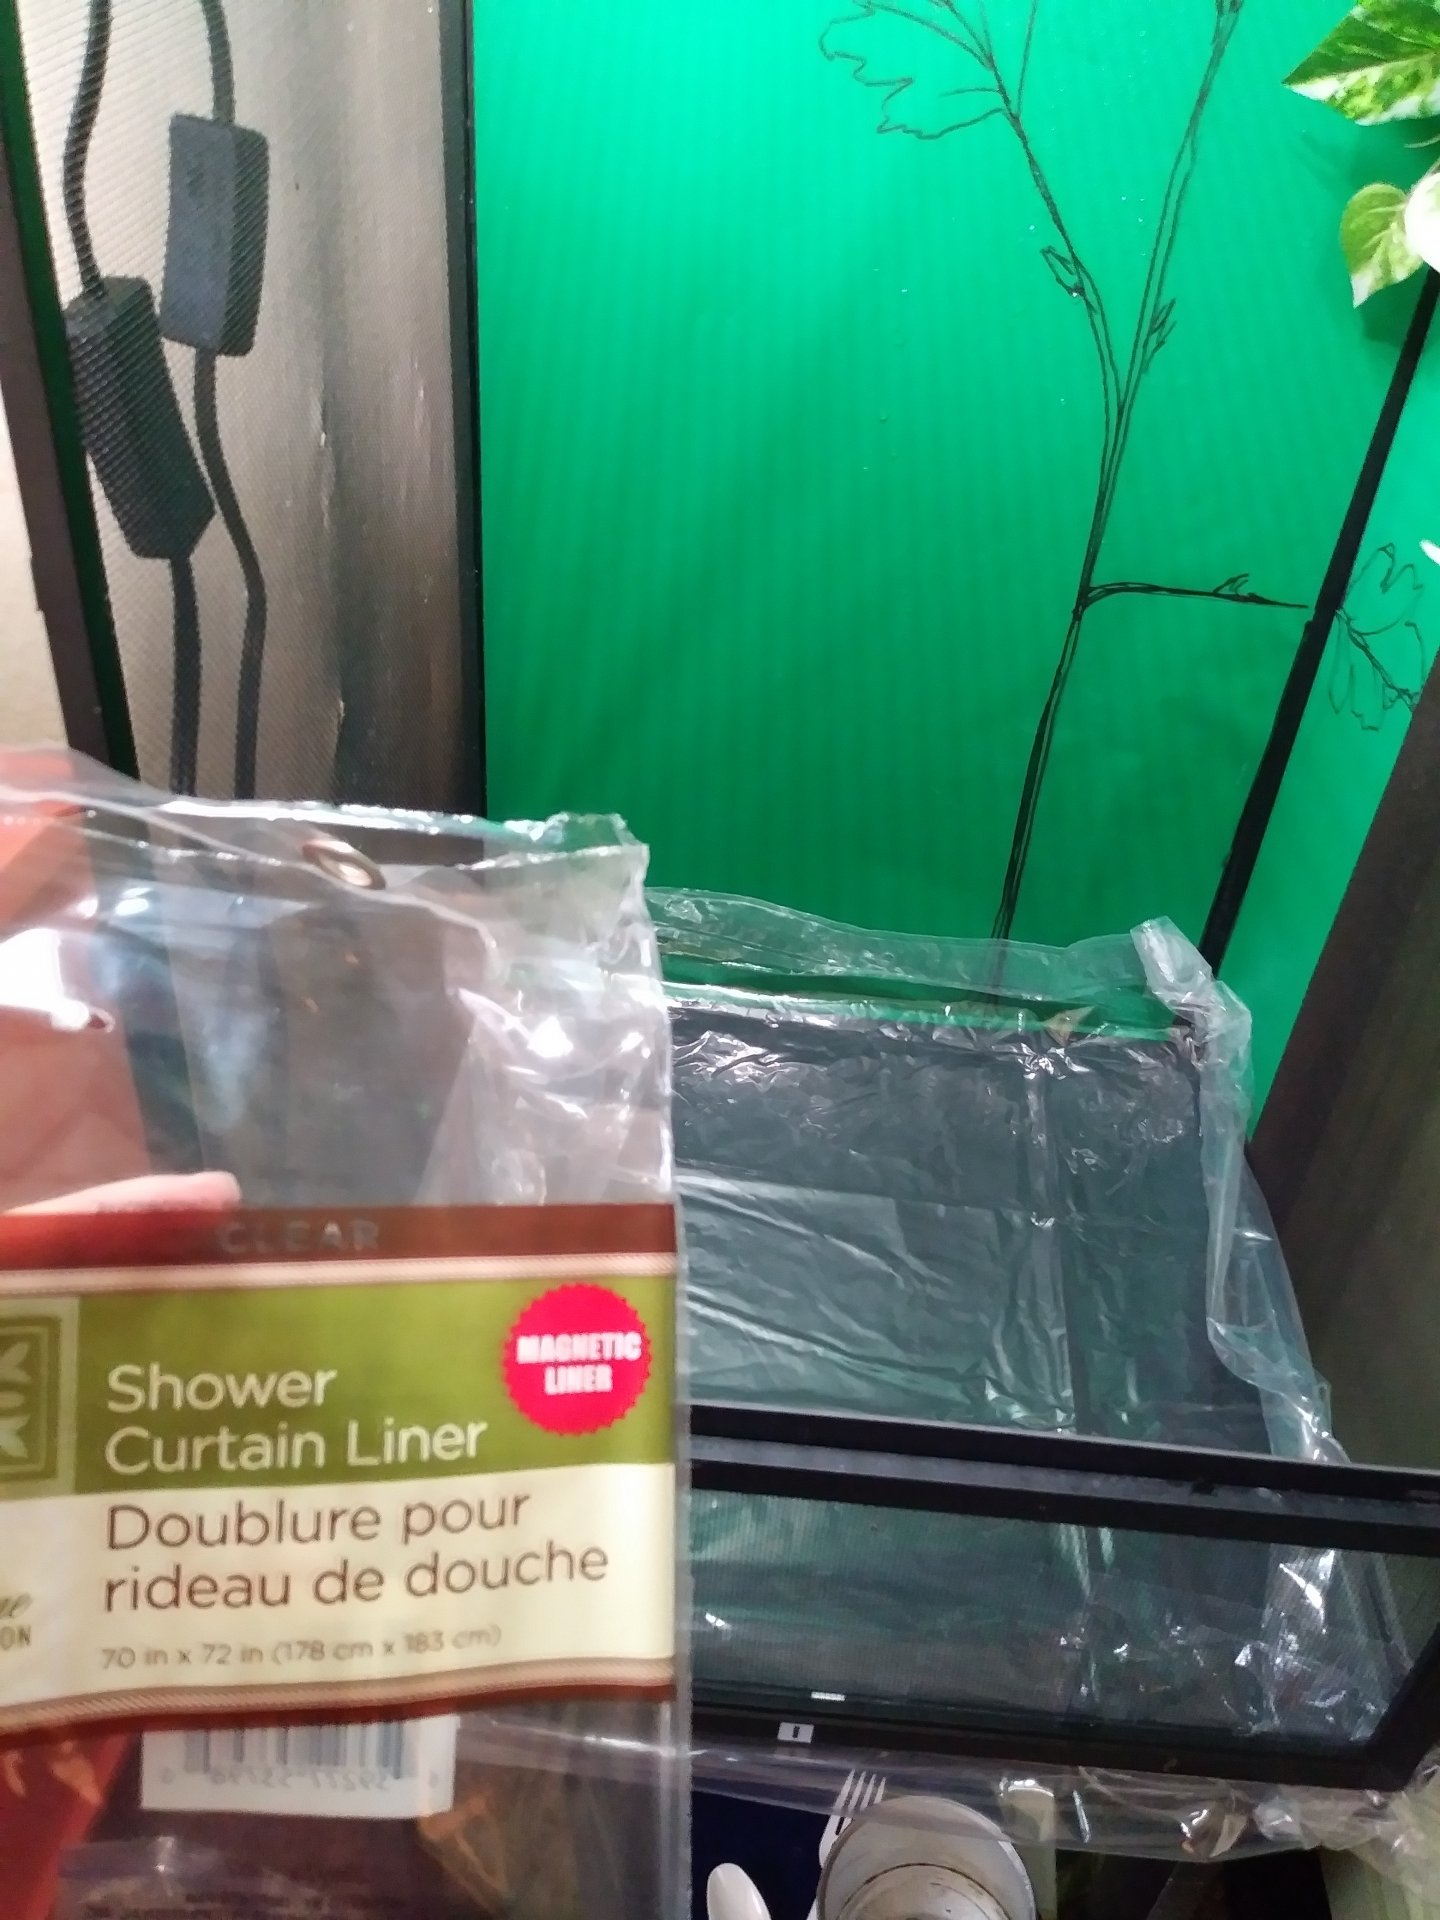 CLEAR
MAGNETIC
LINER
Shower
Curtain Liner
Doublure pour
rideau de douche
70 in x 72 in (178 cm x 183 cm)